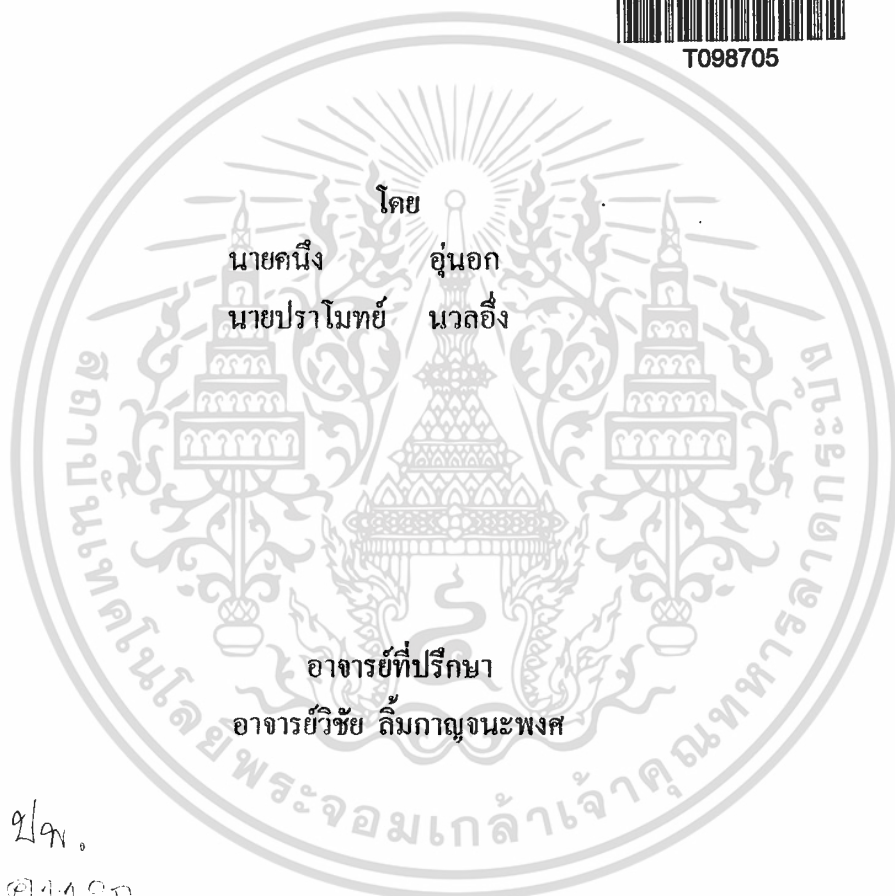 T098705
โดย
นายคนึง อุ่นอก
นายปราโมทย์ นวลอึ่ง
สถาบันเทคโนโลยีพระจอมเกล้าเจ้าคุณทหารลาดกระบัง
อาจารย์ที่ปรึกษา
อาจารย์วิชัย ลิ้มกาญจนะพงศ
ปพ.